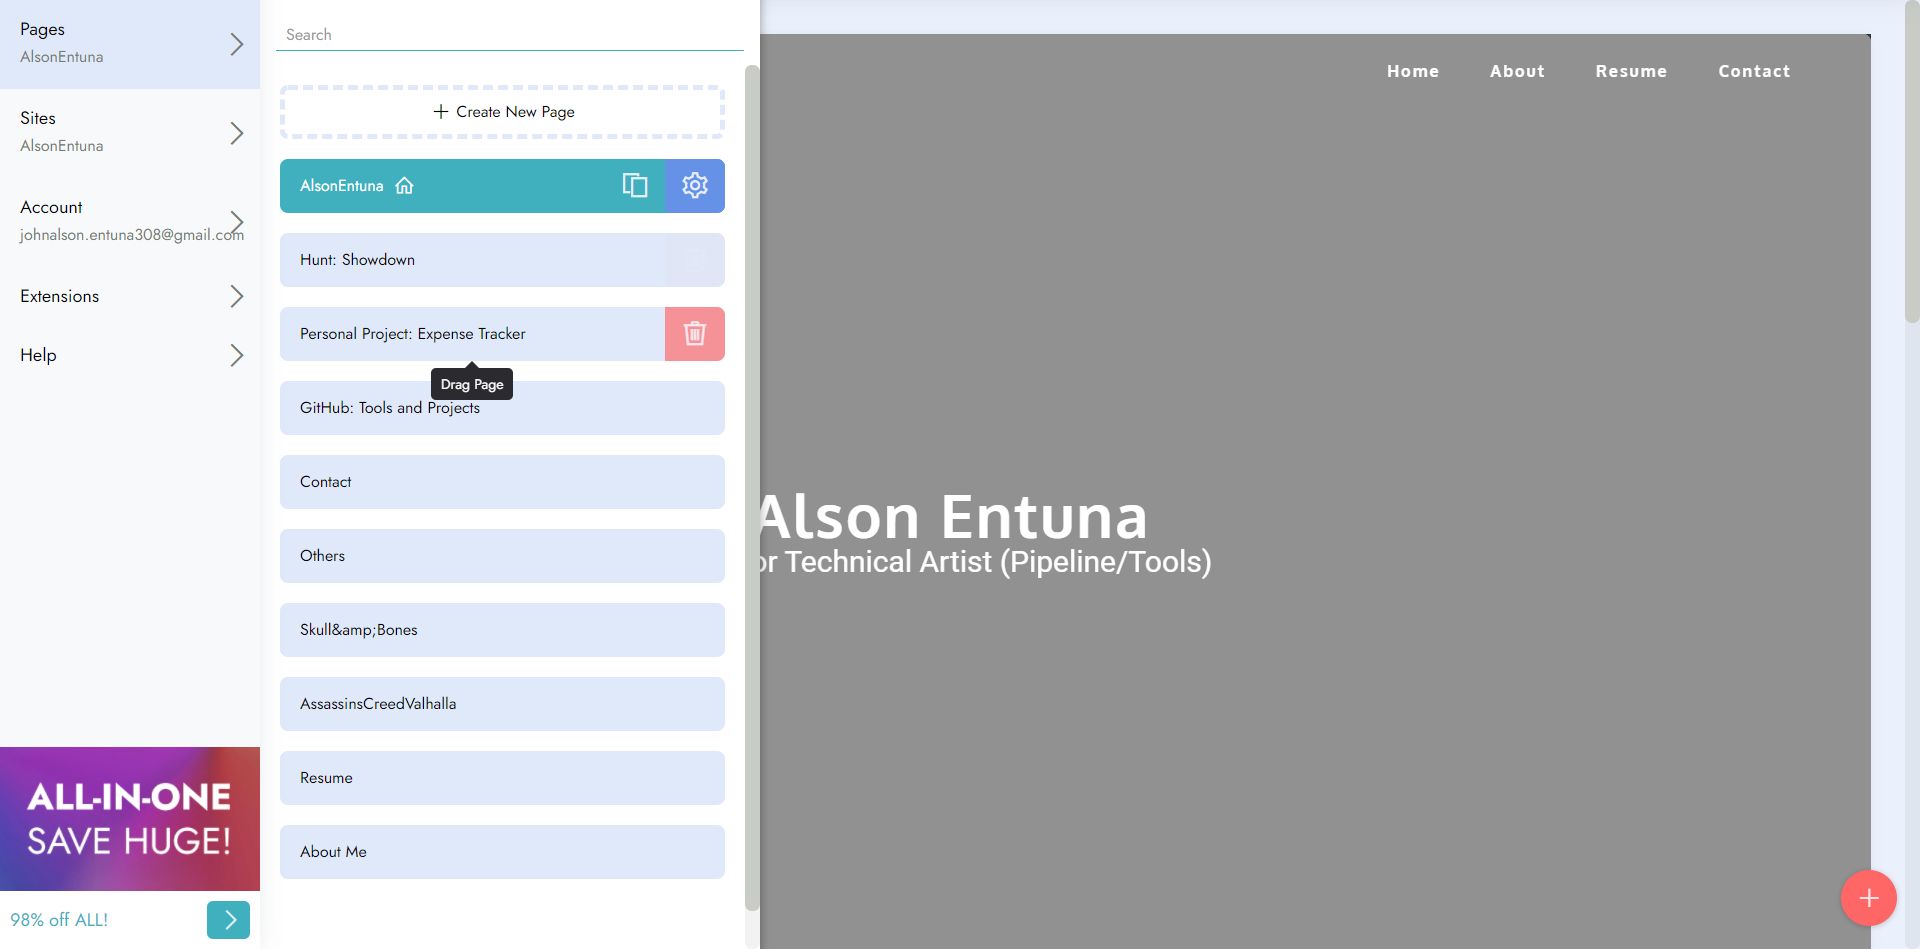 Pages
AlsonEntuna
Sites
AlsonEntuna
Account
johnalson.entuna308@gmail.com
Extensions
Help
ALL-IN-ONE
SAVE HUGE!
98% off ALL!
Search
Create New Page
AlsonEntuna
Hunt: Showdown
Personal Project: Expense Tracker
Drag Page
GitHub: Tools and Projects
Contact
Others
Skull&amp;Bones
AssassinsCreedValhalla
Resume
About Me
Home About Resume Contact
Alson Entuna
or Technical Artist (Pipeline/Tools)